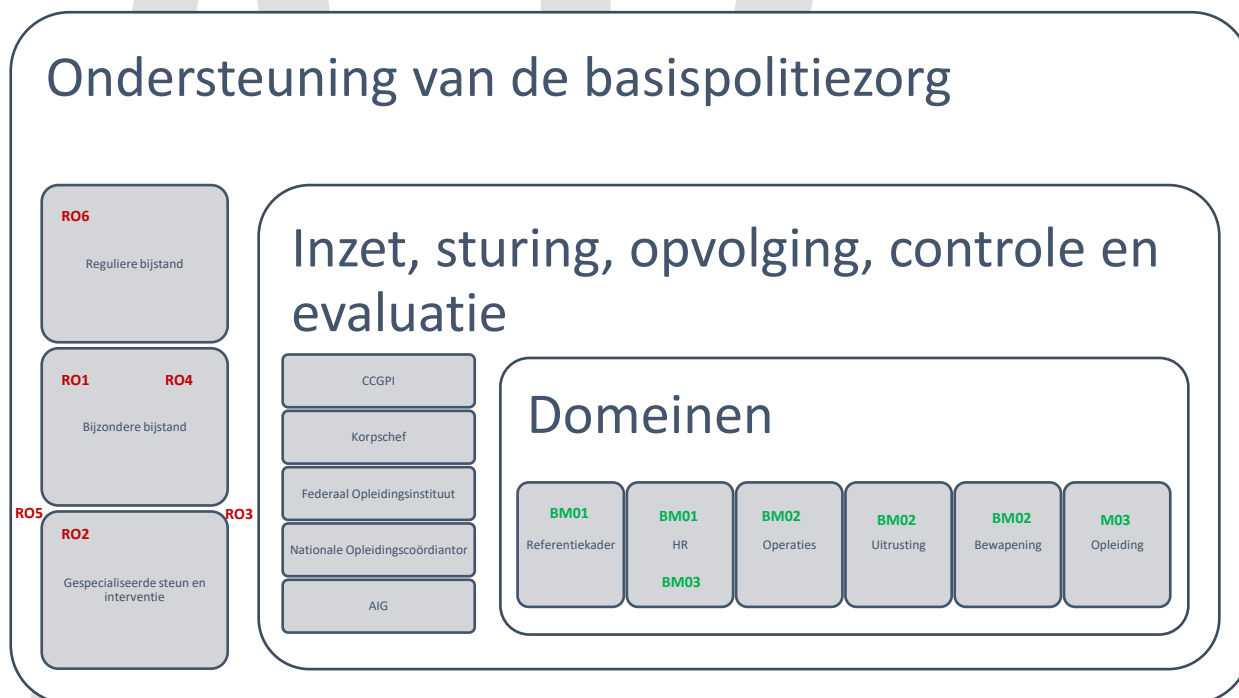 Ondersteuning van de basispolitiezorg
RO6
Reguliere bijstand
RO1 RO4
Bijzondere bijstand
RO5 RO3
RO2
Gespecialiseerde steun en
interventie
Inzet, sturing, opvolging, controle en
evaluatie
CCGPI
Korpschef
Federaal Opleidingsinstituut
Nationale Opleidingscoördiantor
AIG
Domeinen
BM01
Referentiekader
BM01
HR
BM03
BM02
Operaties
BM02
Uitrusting
BM02
Bewapening
M03
Opleiding